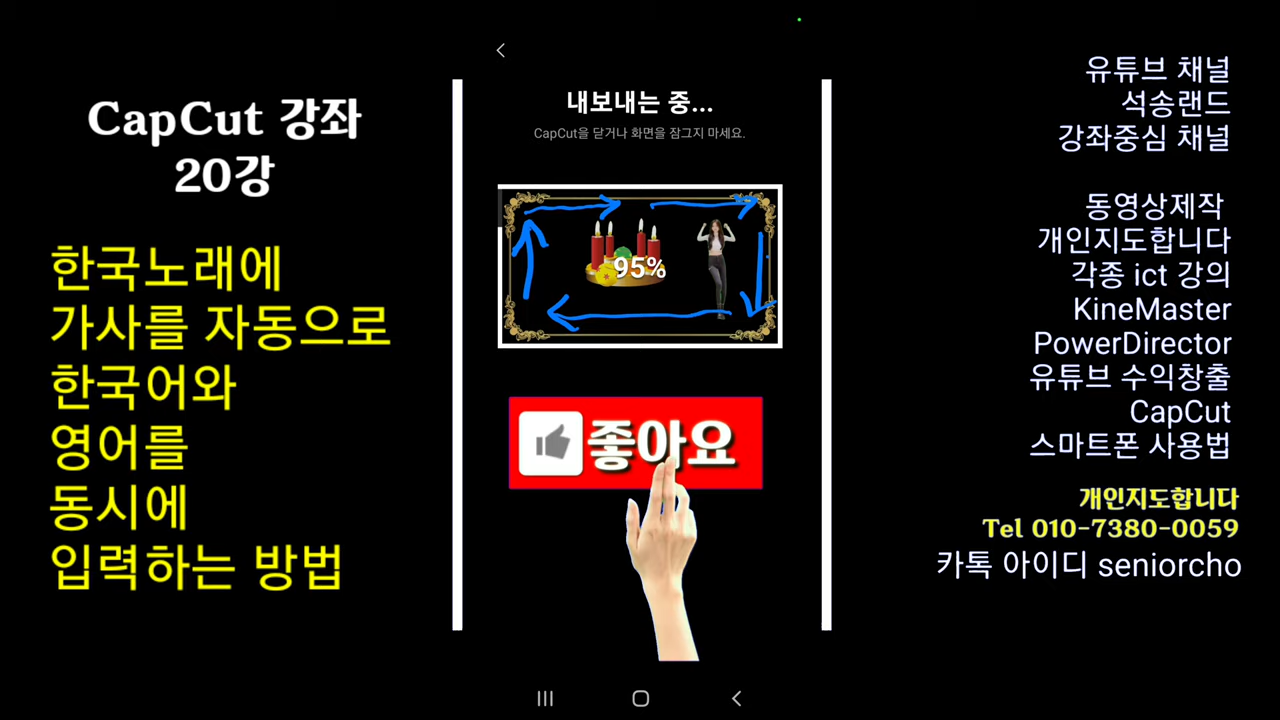 CapCut 강좌
20강
한국노래에
가사를 자동으로
한국어와
영어를
동시에
입력하는 방법
내보내는 중...
CapCut을 닫거나 화면을 잠그지 마세요.
95%
좋아요
유튜브 채널
석송랜드
강좌중심 채널
동영상제작
개인지도합니다
각종 ict 강의
KineMaster
PowerDirector
유튜브 수익창출
CapCut
스마트폰 사용법
개인지도합니다
Tel 010-7380-0059
카톡 아이디 seniorcho